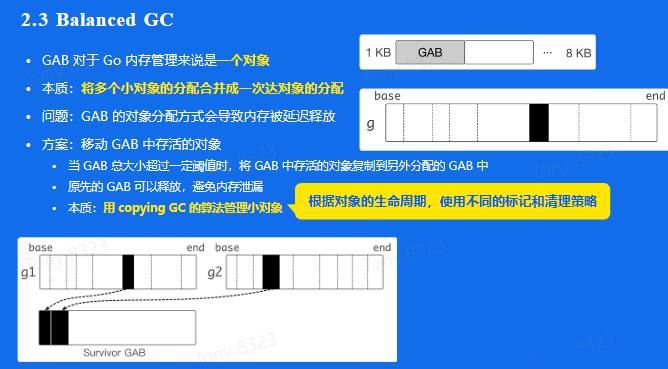 2.3 Balanced GC
GAB 对于 Go 内存管理来说是一个对象
本质：将多个小对象的分配合并成一次达对象的分配
问题：GAB 的对象分配方式会导致内存被延迟释放
方案：移动 GAB 中存活的对象
当 GAB 总大小超过一定阈值时，将 GAB 中存活的对象复制到另外分配的 GAB 中
原先的 GAB 可以释放，避免内存泄漏
本质：用 copying GC 的算法管理小对象
根据对象的生命周期，使用不同的标记和清理策略
1 KB GAB ... 8 KB
base end
g
base end base end
g1 g2
Survivor GAB
Tony 8323
Tony 8323
Tony 8323